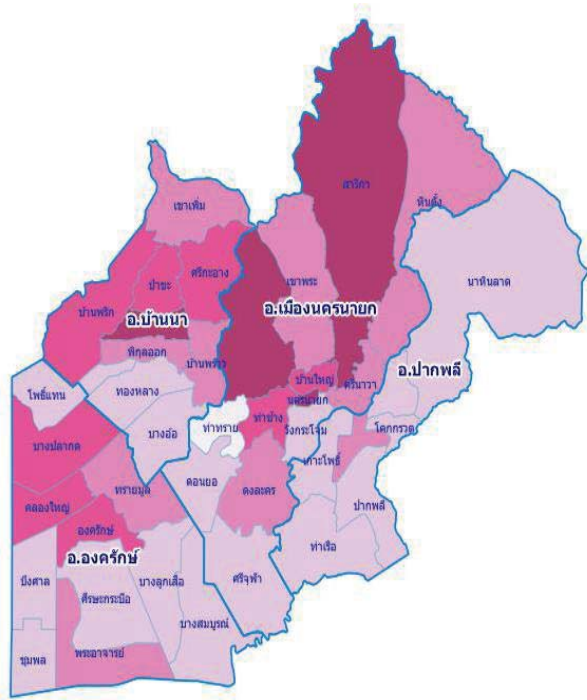 สาริกา
หินตั้ง
เขาเพิ่ม
นาหินลาด
ศรีกะอาง
ป่าขะ
เขาพระ
บ้านพริก
อ.บ้านนา
อ.เมืองนครนายก
พิกุลออก
บ้านพร้าว
บ้านใหญ่
ศรีนาวา
อ.ปากพลี
โพธิ์แทน
ทองหลาง
นครนายก
ท่าช้าง
ท่าทราย
วังกระโจม
โคกกรวด
บางอ้อ
บางปลากด
เกาะโพธิ์
ทรายมูล
ดอนยอ
ดงละคร
คลองใหญ่
ปากพลี
องครักษ์
ท่าเรือ
อ.องครักษ์
บึงศาล
บางลูกเสือ
ศรีจุฬา
ศีรษะกระบือ
บางสมบูรณ์
ชุมพล
พระอาจารย์